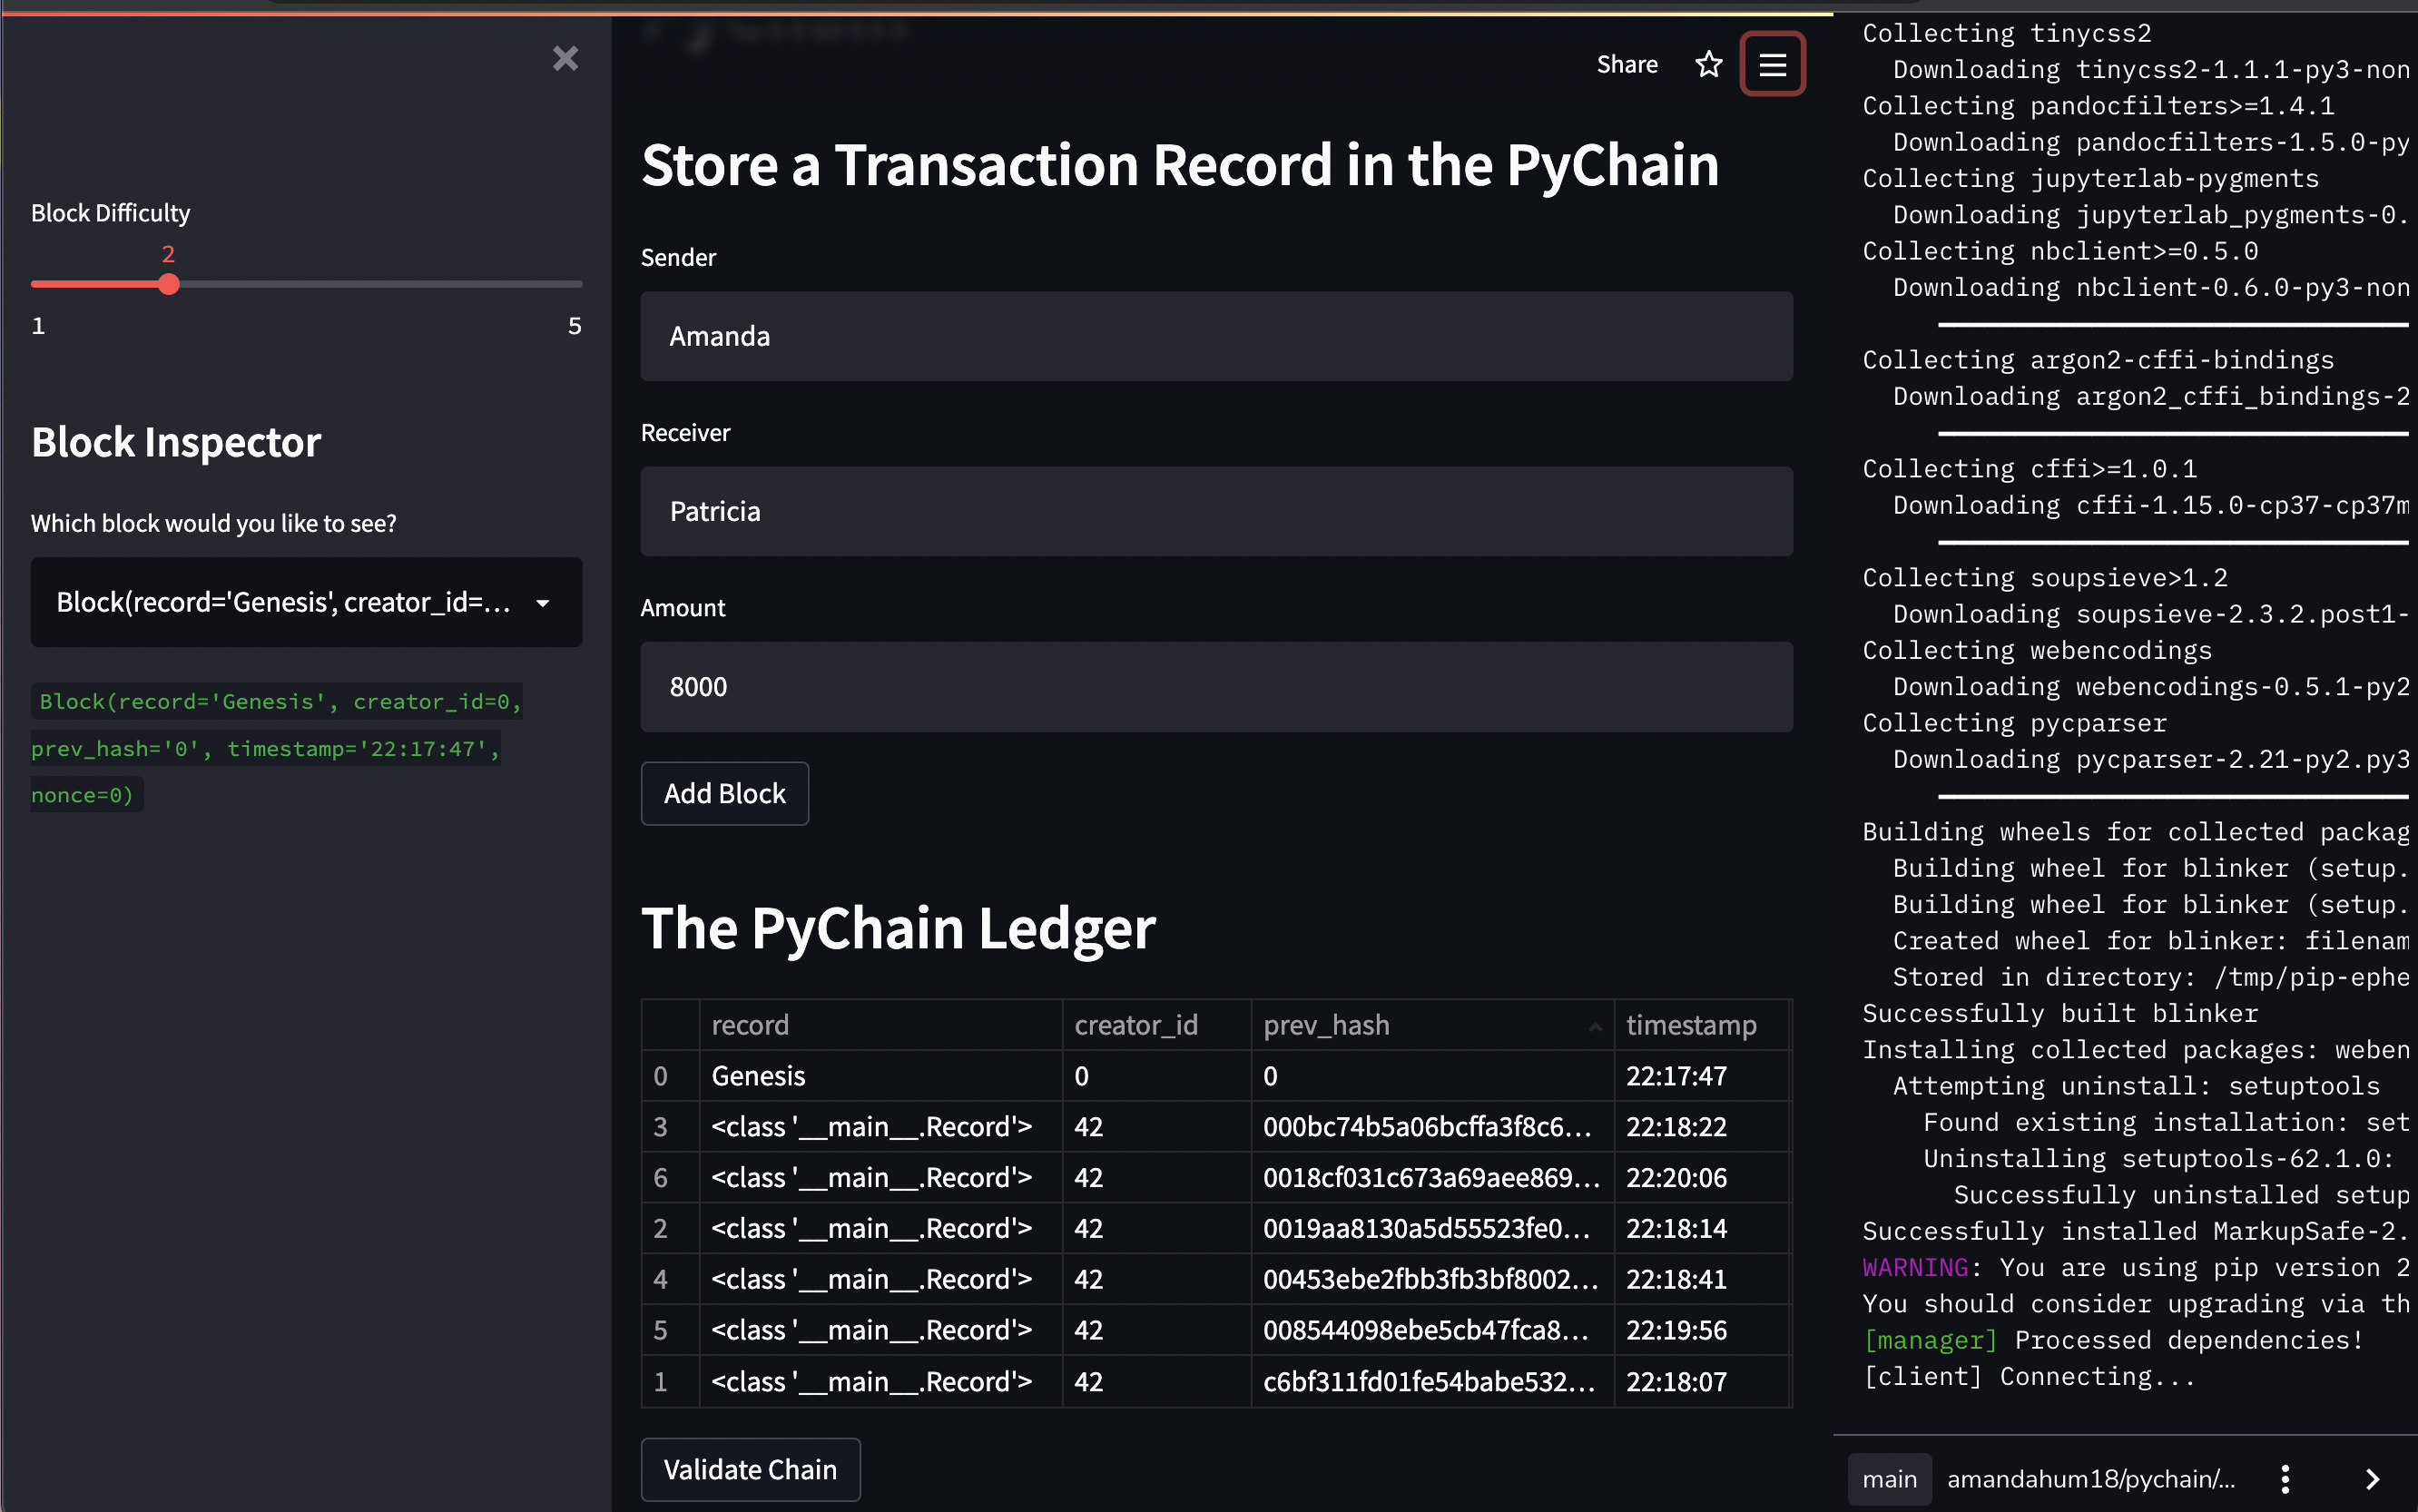 Block Difficulty
2
1 5
Block Inspector
Which block would you like to see?
Block(record='Genesis', creator_id=...
Block(record='Genesis', creator_id=0,
prev_hash='0', timestamp='22:17:47',
nonce=0)
Share
Store a Transaction Record in the PyChain
Sender
Amanda
Receiver
Patricia
Amount
8000
Add Block
The PyChain Ledger
record creator_id prev_hash timestamp
0 Genesis 0 0 22:17:47
3 <class '__main__.Record'> 42 000bc74b5a06bcffa3f8c6... 22:18:22
6 <class '__main__.Record'> 42 0018cf031c673a69aee869... 22:20:06
2 <class '__main__.Record'> 42 0019aa8130a5d55523fe0... 22:18:14
4 <class '__main__.Record'> 42 00453ebe2fbb3fb3bf8002... 22:18:41
5 <class '__main__.Record'> 42 008544098ebe5cb47fca8... 22:19:56
1 <class '__main__.Record'> 42 c6bf311fd01fe54babe532... 22:18:07
Validate Chain
Collecting tinycss2
Downloading tinycss2-1.1.1-py3-non
Collecting pandocfilters>=1.4.1
Downloading pandocfilters-1.5.0-py
Collecting jupyterlab-pygments
Downloading jupyterlab_pygments-0.
Collecting nbclient>=0.5.0
Downloading nbclient-0.6.0-py3-non
Collecting argon2-cffi-bindings
Downloading argon2_cffi_bindings-2
Collecting cffi>=1.0.1
Downloading cffi-1.15.0-cp37-cp37m
Collecting soupsieve>1.2
Downloading soupsieve-2.3.2.post1-
Collecting webencodings
Downloading webencodings-0.5.1-py2
Collecting pycparser
Downloading pycparser-2.21-py2.py3
Building wheels for collected packag
Building wheel for blinker (setup.
Building wheel for blinker (setup.
Created wheel for blinker: filenam
Stored in directory: /tmp/pip-ephe
Successfully built blinker
Installing collected packages: weben
Attempting uninstall: setuptools
Found existing installation: set
Uninstalling setuptools-62.1.0:
Successfully uninstalled setup
Successfully installed MarkupSafe-2.
WARNING: You are using pip version 2
You should consider upgrading via th
[manager] Processed dependencies!
[client] Connecting...
main amandahum18/pychain/...